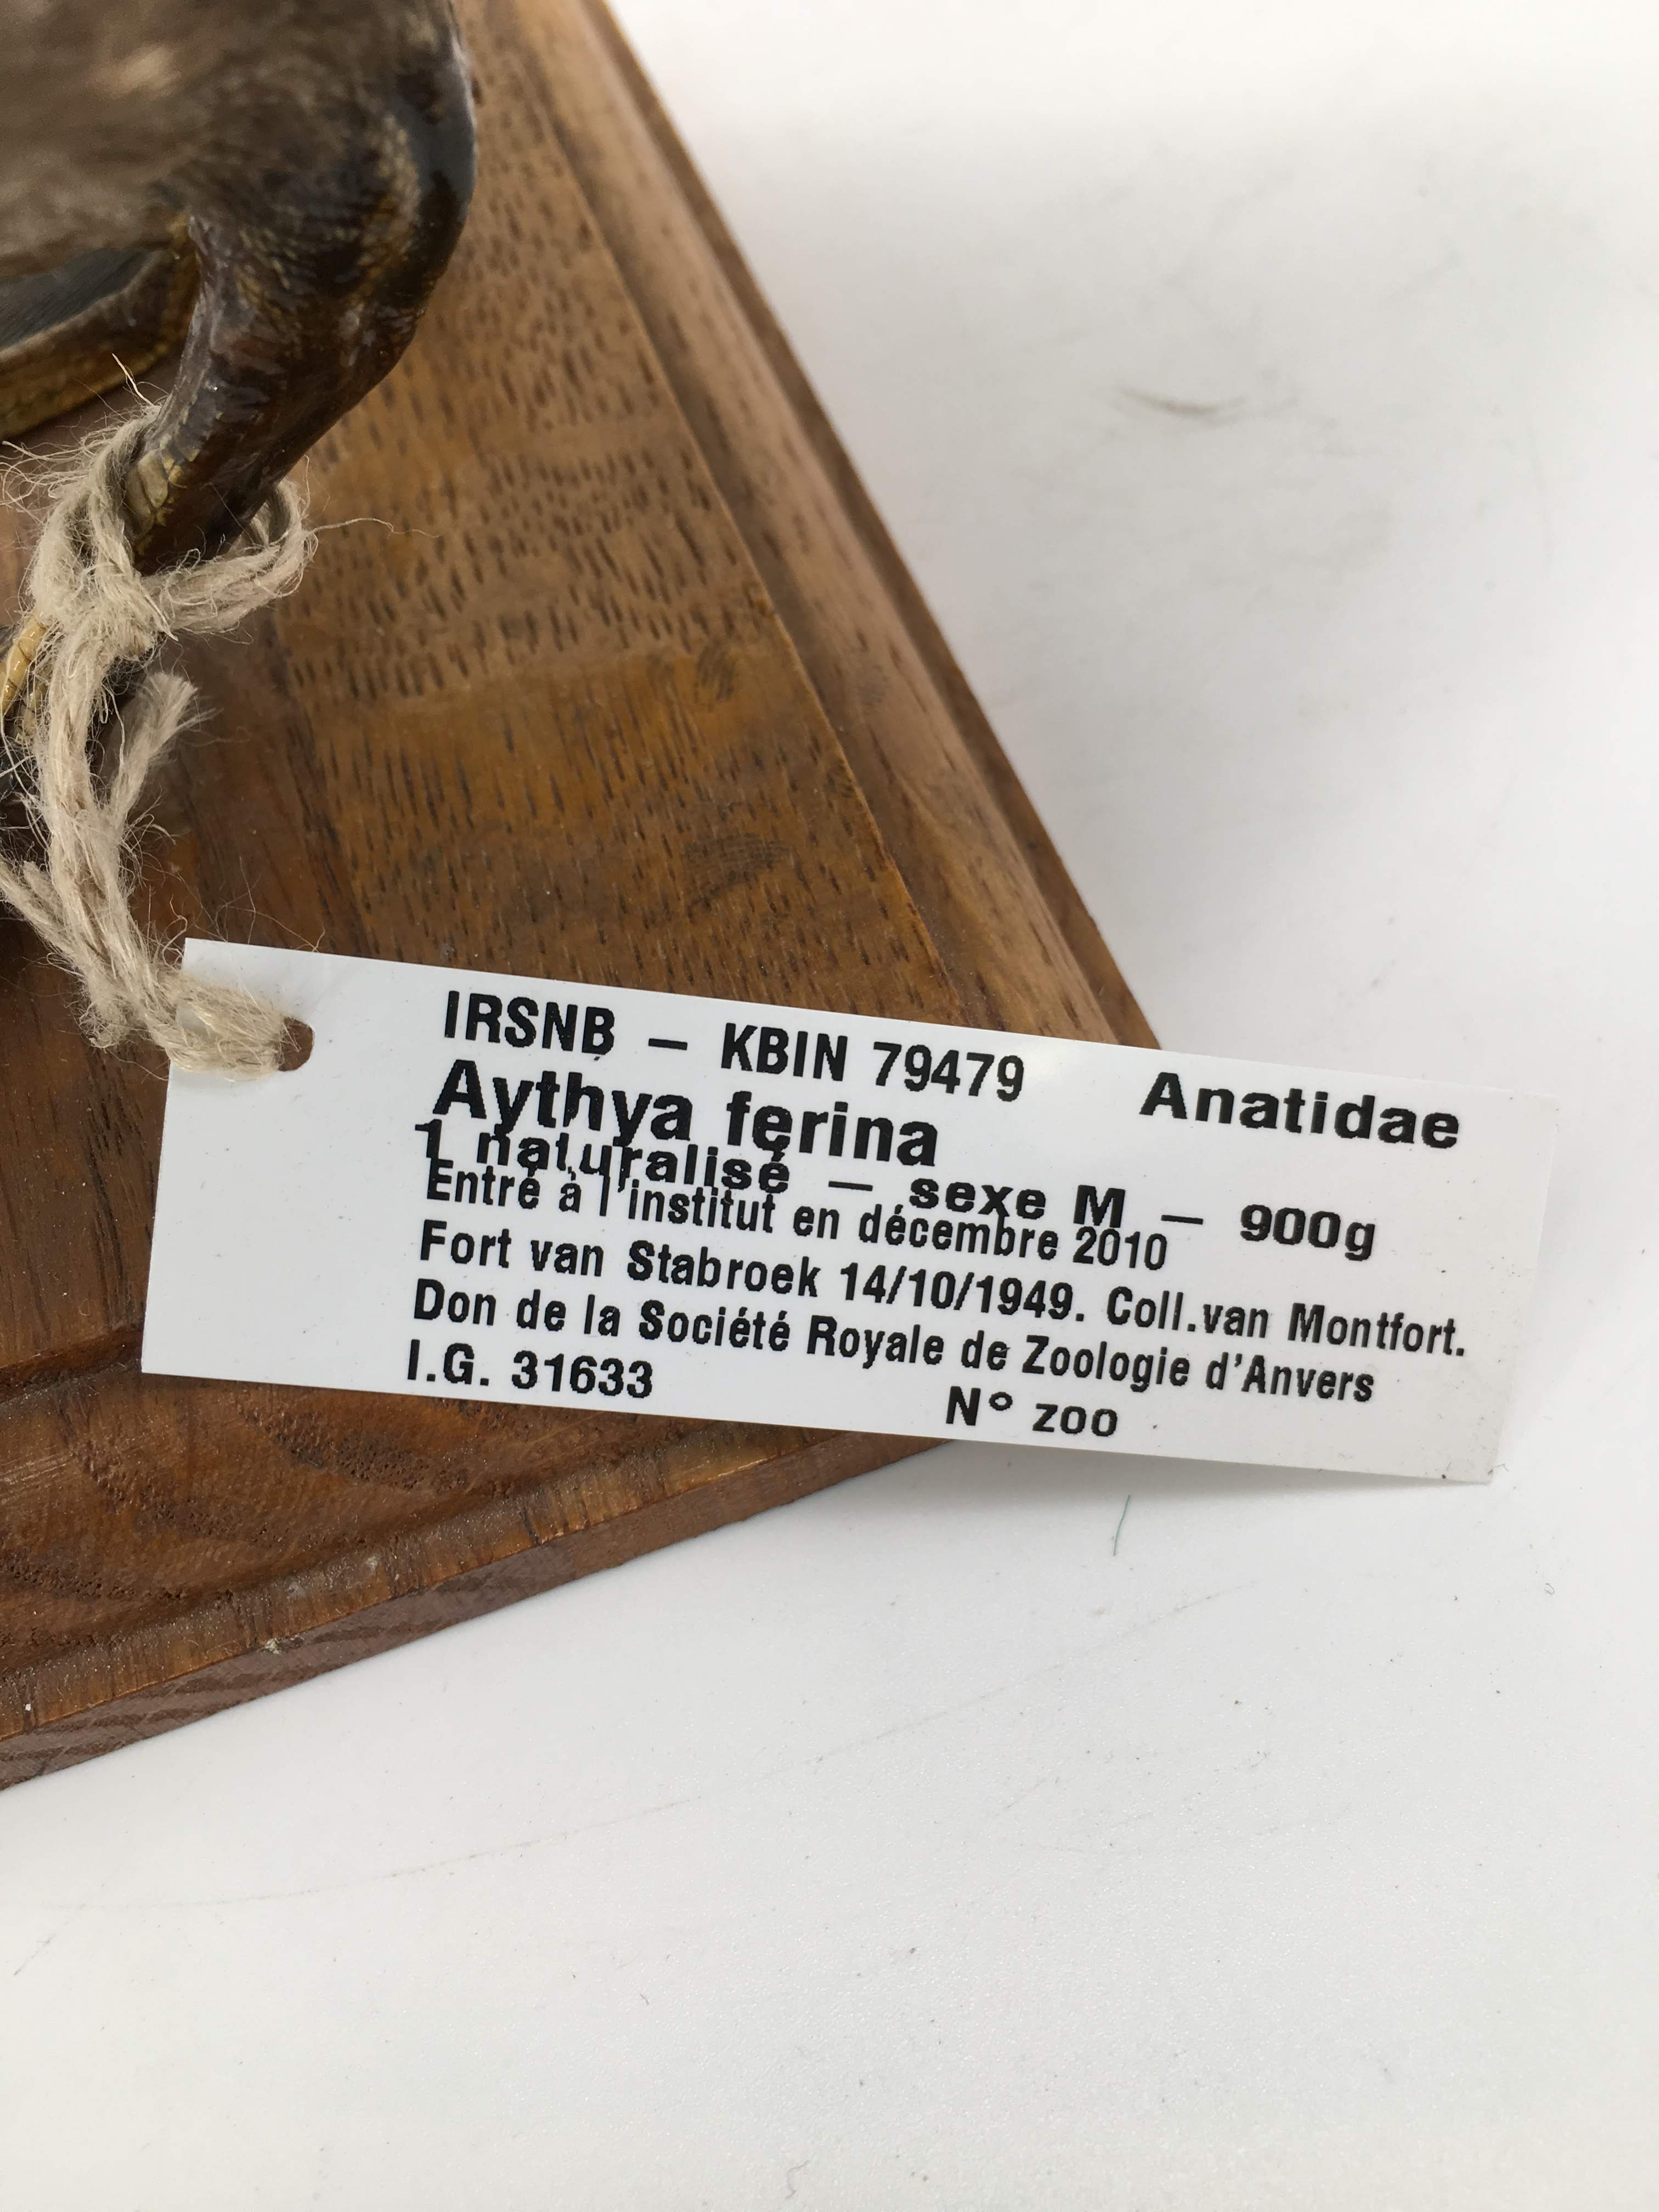 IRSNB – KBIN 79479 Anatidae
Aythya ferina
1 naturalisé – sexe M – 900g
Entré à l'institut en décembre 2010
Fort van Stabroek 14/10/1949. Coll.van Montfort.
Don de la Société Royale de Zoologie d'Anvers
I.G. 31633 N° zoo